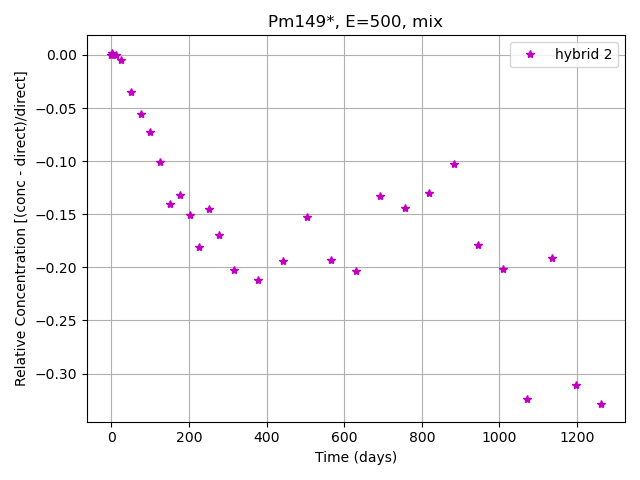 Pm149*, E=500, mix
hybrid 2
0.00
−0.05
−0.10
−0.15
−0.20
−0.25
−0.30
Relative Concentration [(conc - direct)/direct]
0 200 400 600 800 1000 1200
Time (days)